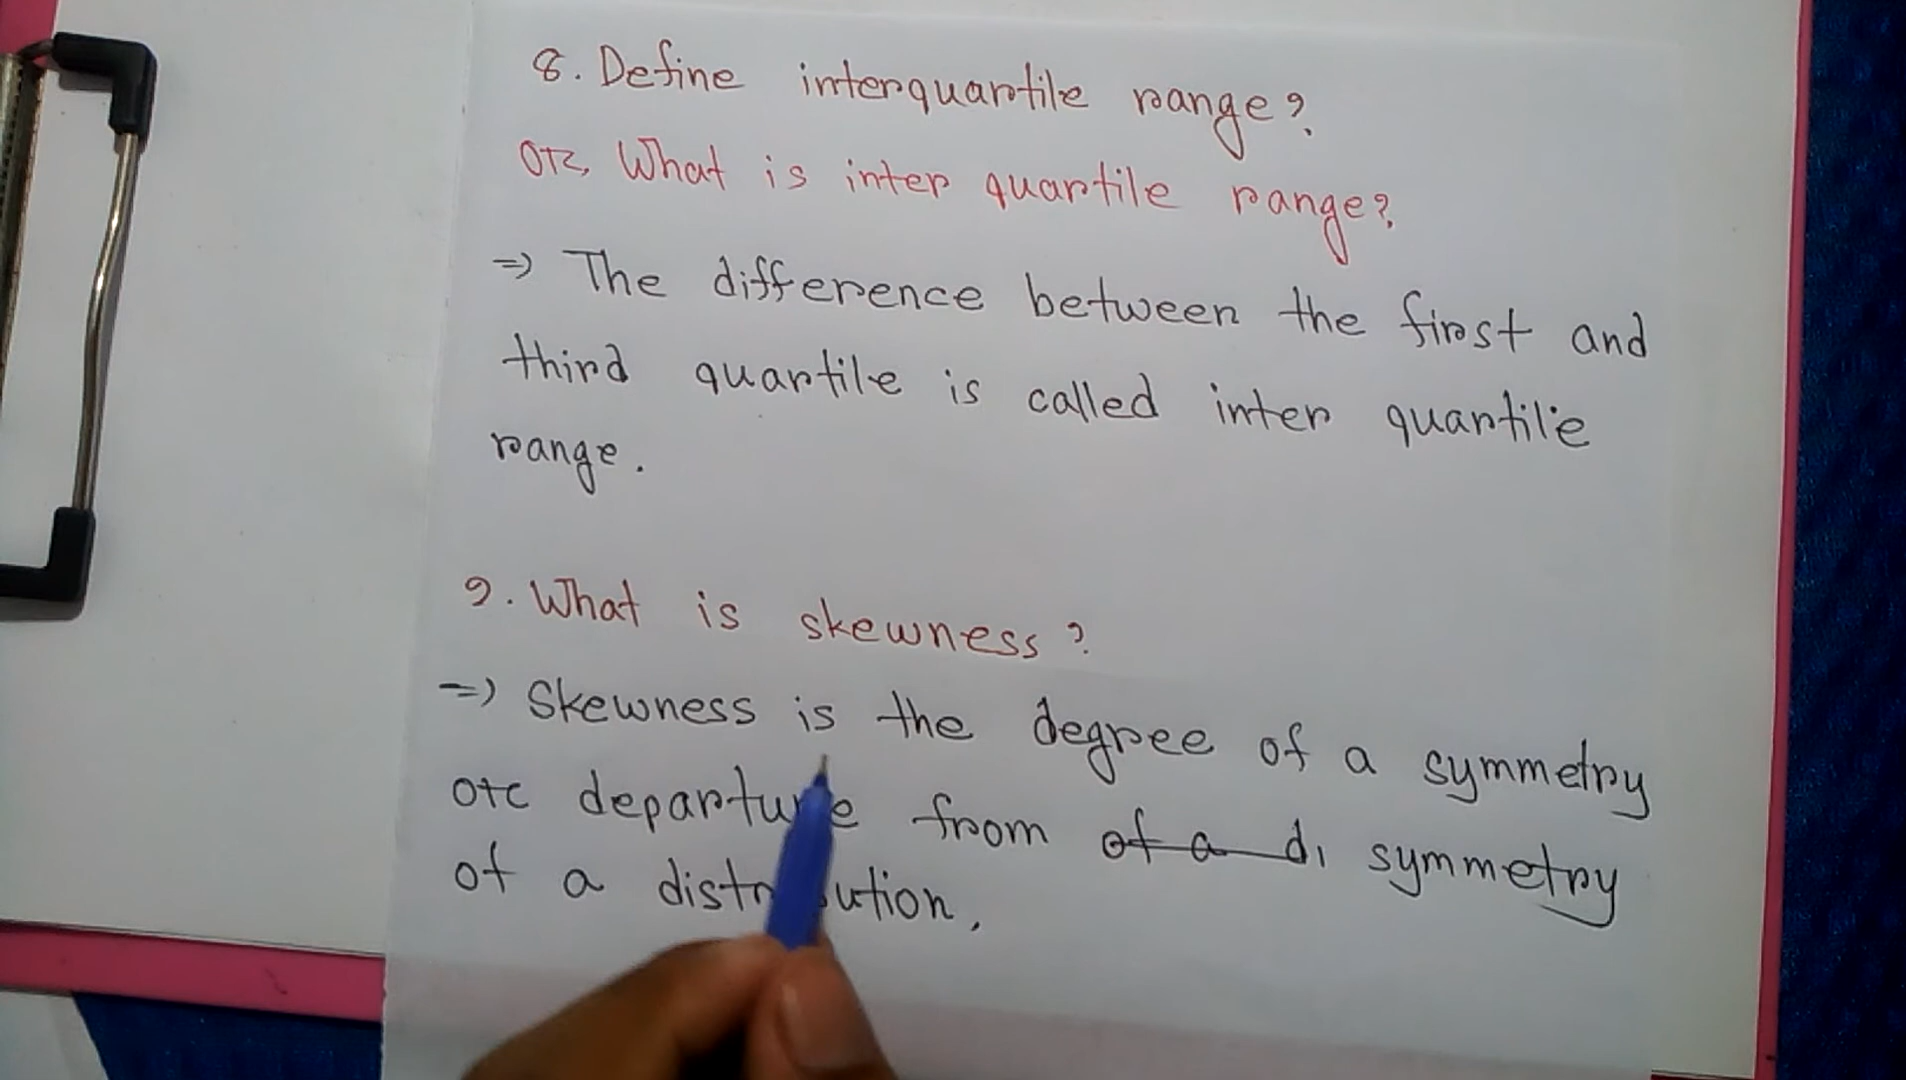 8. Define interquartile range?
or, What is inter quartile range?
=> The difference between the first and
third quartile is called inter quartile
range.
9. What is skewness?
=> Skewness is the degree of a symmetry
or departure from of a di symmetry
of a distribution.